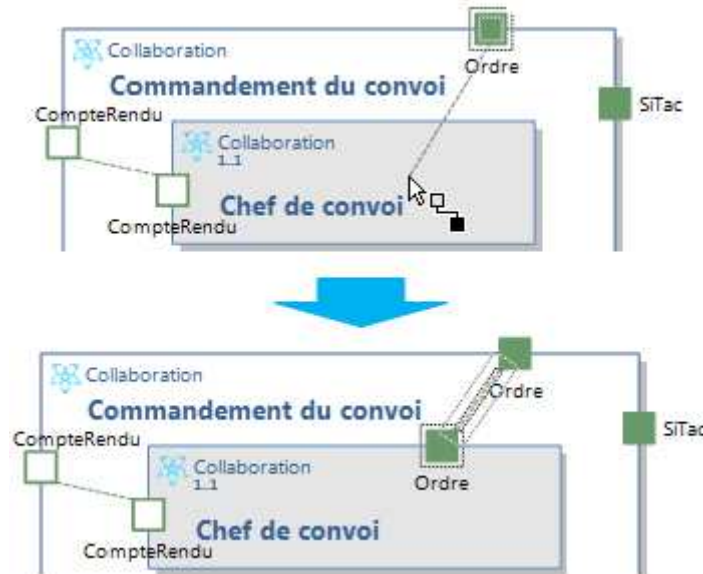 Collaboration
Ordre
Commandement du convoi
SiTac
CompteRendu
Collaboration
1..1
Chef de convoi
CompteRendu
Collaboration
Ordre
Commandement du convoi
SiTac
CompteRendu
Collaboration
1..1
Ordre
Chef de convoi
CompteRendu